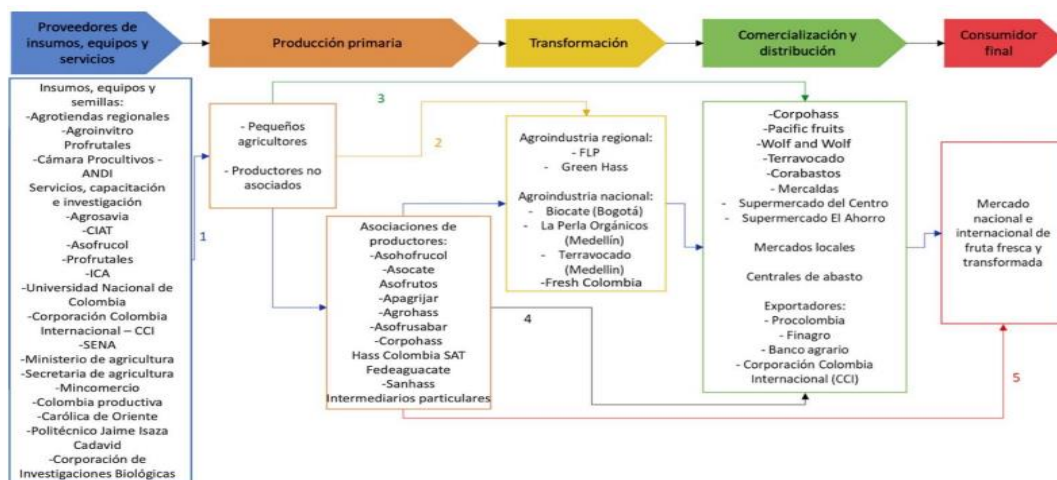 Proveedores de
insumos, equipos y
servicios
Producción primaria
Transformación
Comercialización y
distribución
Consumidor
final
Insumos, equipos y
semillas:
-Agrotiendas regionales
-Agroinvitro
Profrutales
-Cámara Procultivos -
ANDI
Servicios, capacitación
e investigación
-Agrosavia
-CIAT
-Asofrucol
-Profrutales
-ICA
-Universidad Nacional de
Colombia
-Corporación Colombia
Internacional – CCI
-SENA
-Ministerio de agricultura
-Secretaria de agricultura
-Mincomercio
-Colombia productiva
-Carólica de Oriente
-Politécnico Jaime Isaza
Cadavid
-Corporación de
Investigaciones Biológicas
1
- Pequeños
agricultores
- Productores no
asociados
3
2
Asociaciones de
productores:
-Asohofrucol
-Asocate
Asofrutos
-Apagrijar
-Agrohass
-Asofrusabar
-Corpohass
Hass Colombia SAT
Fedeaguacate
-Sanhass
Intermediarios particulares
4
Agroindustria regional:
- FLP
- Green Hass
Agroindustria nacional:
- Biocate (Bogotá)
- La Perla Orgánicos
(Medellín)
- Terravocado
(Medellin)
-Fresh Colombia
-Corpohass
-Pacific fruits
-Wolf and Wolf
-Terravocado
-Corabastos
- Mercaldas
- Supermercado del Centro
- Supermercado El Ahorro
Mercados locales
Centrales de abasto
Exportadores:
- Procolombia
- Finagro
- Banco agrario
- Corporación Colombia
Internacional (CCI)
5
Mercado
nacional e
internacional de
fruta fresca y
transformada